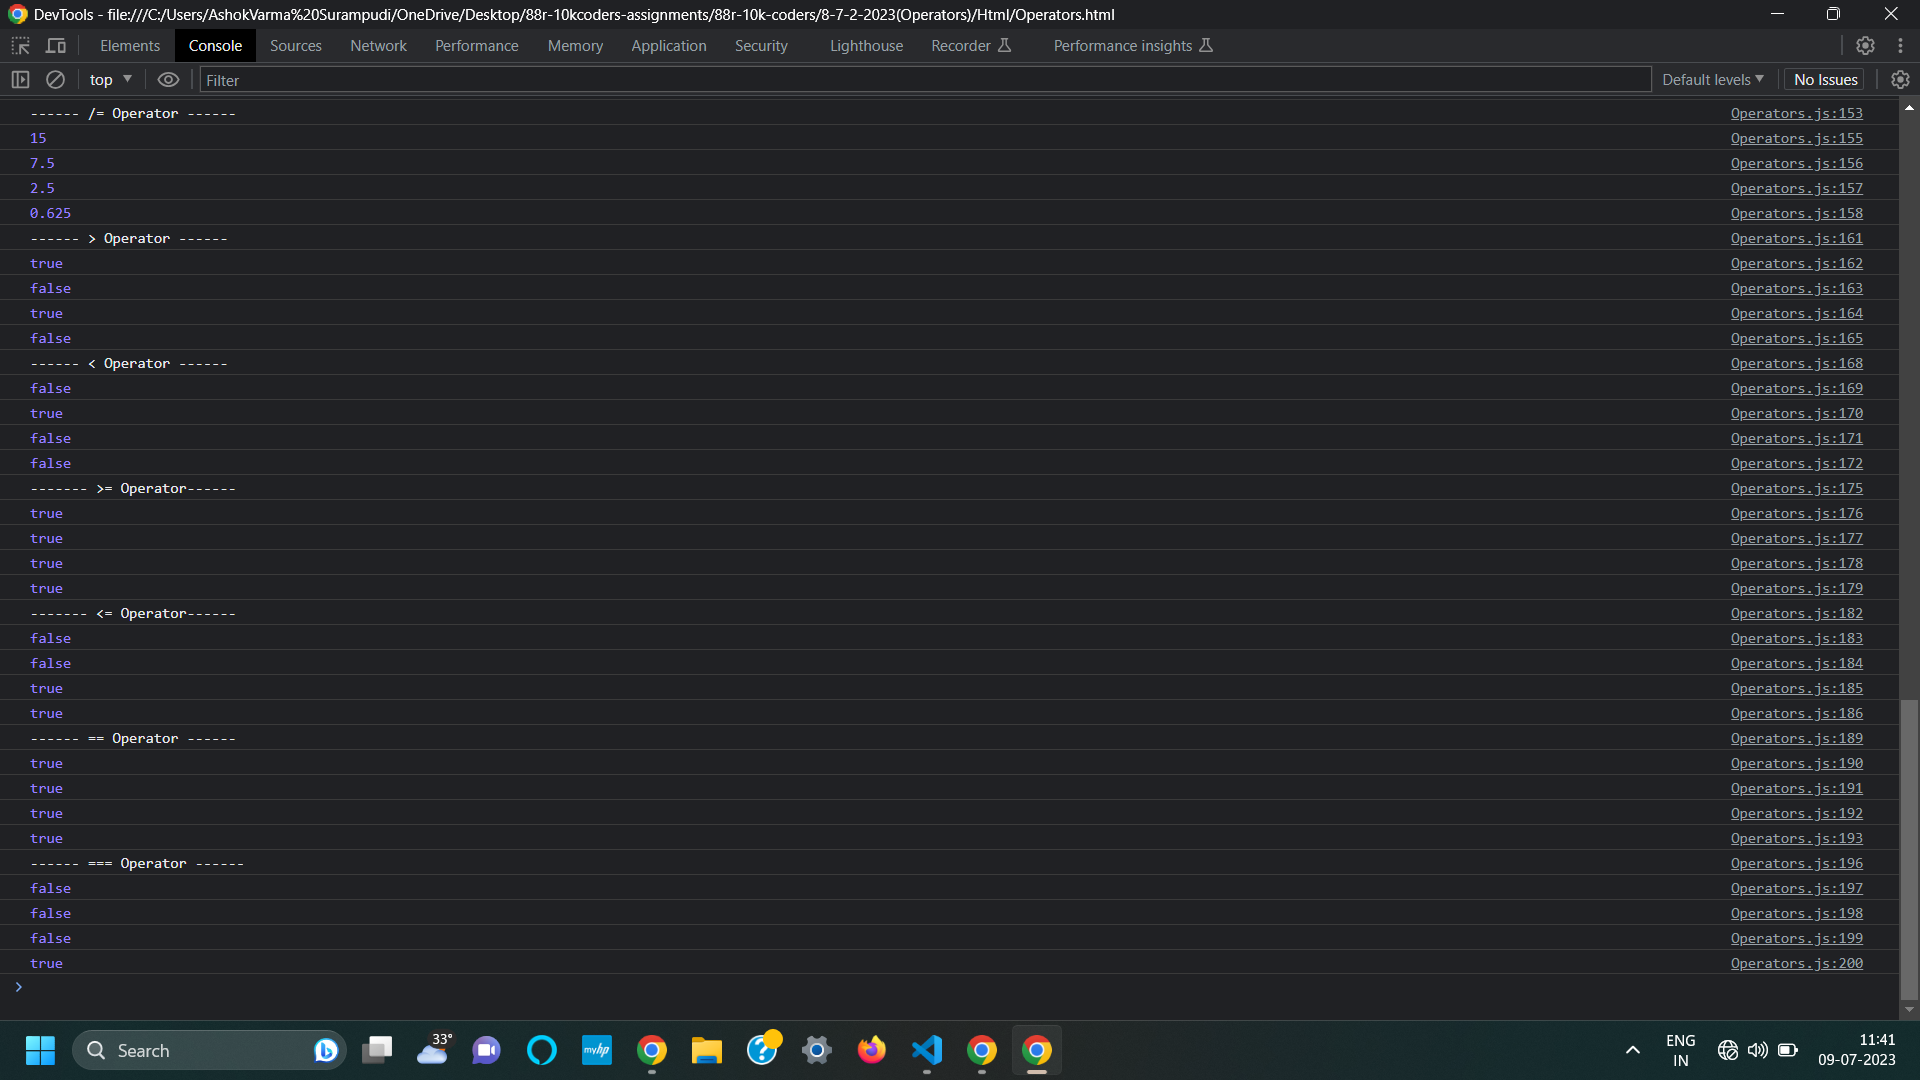 DevTools - file:///C:/Users/AshokVarma%20Surampudi/OneDrive/Desktop/88r-10kcoders-assignments/88r-10k-coders/8-7-2-2023(Operators)/Html/Operators.html
Elements Console Sources Network Performance Memory Application Security Lighthouse Recorder Performance insights
top Filter Default levels No Issues
------ /= Operator ------ Operators.js:153
15 Operators.js:155
7.5 Operators.js:156
2.5 Operators.js:157
0.625 Operators.js:158
------ > Operator ------ Operators.js:161
true Operators.js:162
false Operators.js:163
true Operators.js:164
false Operators.js:165
------ < Operator ------ Operators.js:168
false Operators.js:169
true Operators.js:170
false Operators.js:171
false Operators.js:172
------- >= Operator------ Operators.js:175
true Operators.js:176
true Operators.js:177
true Operators.js:178
true Operators.js:179
------- <= Operator------ Operators.js:182
false Operators.js:183
false Operators.js:184
true Operators.js:185
true Operators.js:186
------ == Operator ------ Operators.js:189
true Operators.js:190
true Operators.js:191
true Operators.js:192
true Operators.js:193
------ === Operator ------ Operators.js:196
false Operators.js:197
false Operators.js:198
false Operators.js:199
true Operators.js:200
>
Search 33° myhp ENG 11:41
IN 09-07-2023